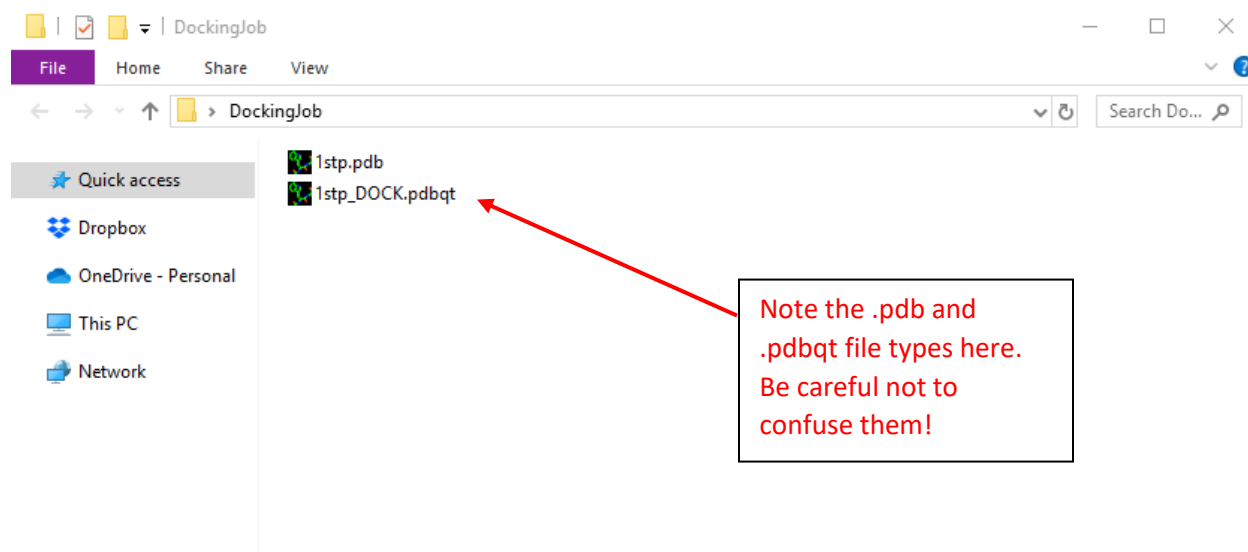 DockingJob
File Home Share View
DockingJob
Search Do...
1stp.pdb
Quick access
1stp_DOCK.pdbqt
Dropbox
OneDrive - Personal
This PC
Network
Note the .pdb and
.pdbqt file types here.
Be careful not to
confuse them!